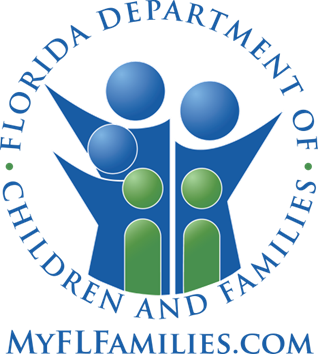 FLORIDA DEPARTMENT OF
• CHILDREN AND FAMILIES •
MYFLFAMILIES.COM